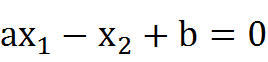 ax₁ − x₂ + b = 0